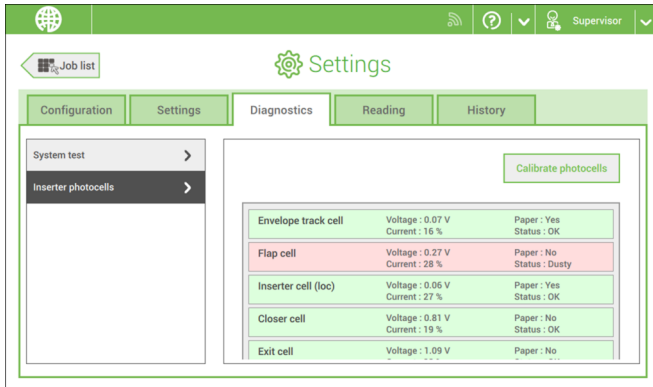 Supervisor
Job list
Settings
Configuration
Settings
Diagnostics
Reading
History
System test
Inserter photocells
Calibrate photocells
Envelope track cell
Voltage : 0.07 V
Paper : Yes
Current : 16 %
Status : OK
Flap cell
Voltage : 0.27 V
Paper : No
Current : 28 %
Status : Dusty
Inserter cell (loc)
Voltage : 0.06 V
Paper : Yes
Current : 27 %
Status : OK
Closer cell
Voltage : 0.81 V
Paper : No
Current : 19 %
Status : OK
Exit cell
Voltage : 1.09 V
Paper : No